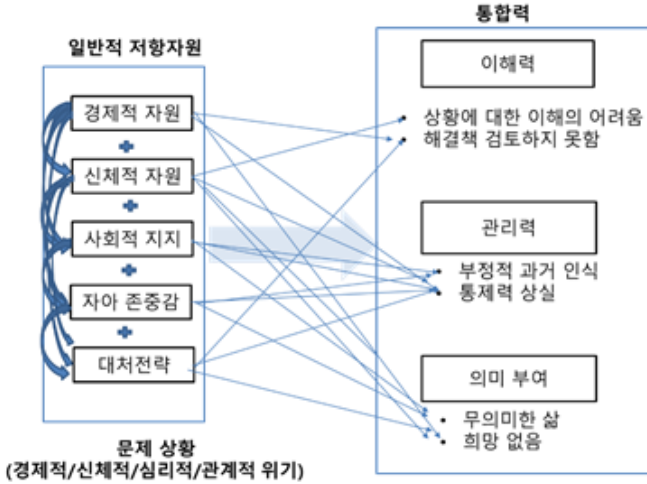 일반적 저항자원
경제적 자원
신체적 자원
사회적 지지
자아 존중감
대처전략
문제 상황
(경제적/신체적/심리적/관계적 위기)
통합력
이해력
• 상황에 대한 이해의 어려움
• 해결책 검토하지 못함
관리력
• 부정적 과거 인식
• 통제력 상실
의미 부여
• 무의미한 삶
• 희망 없음